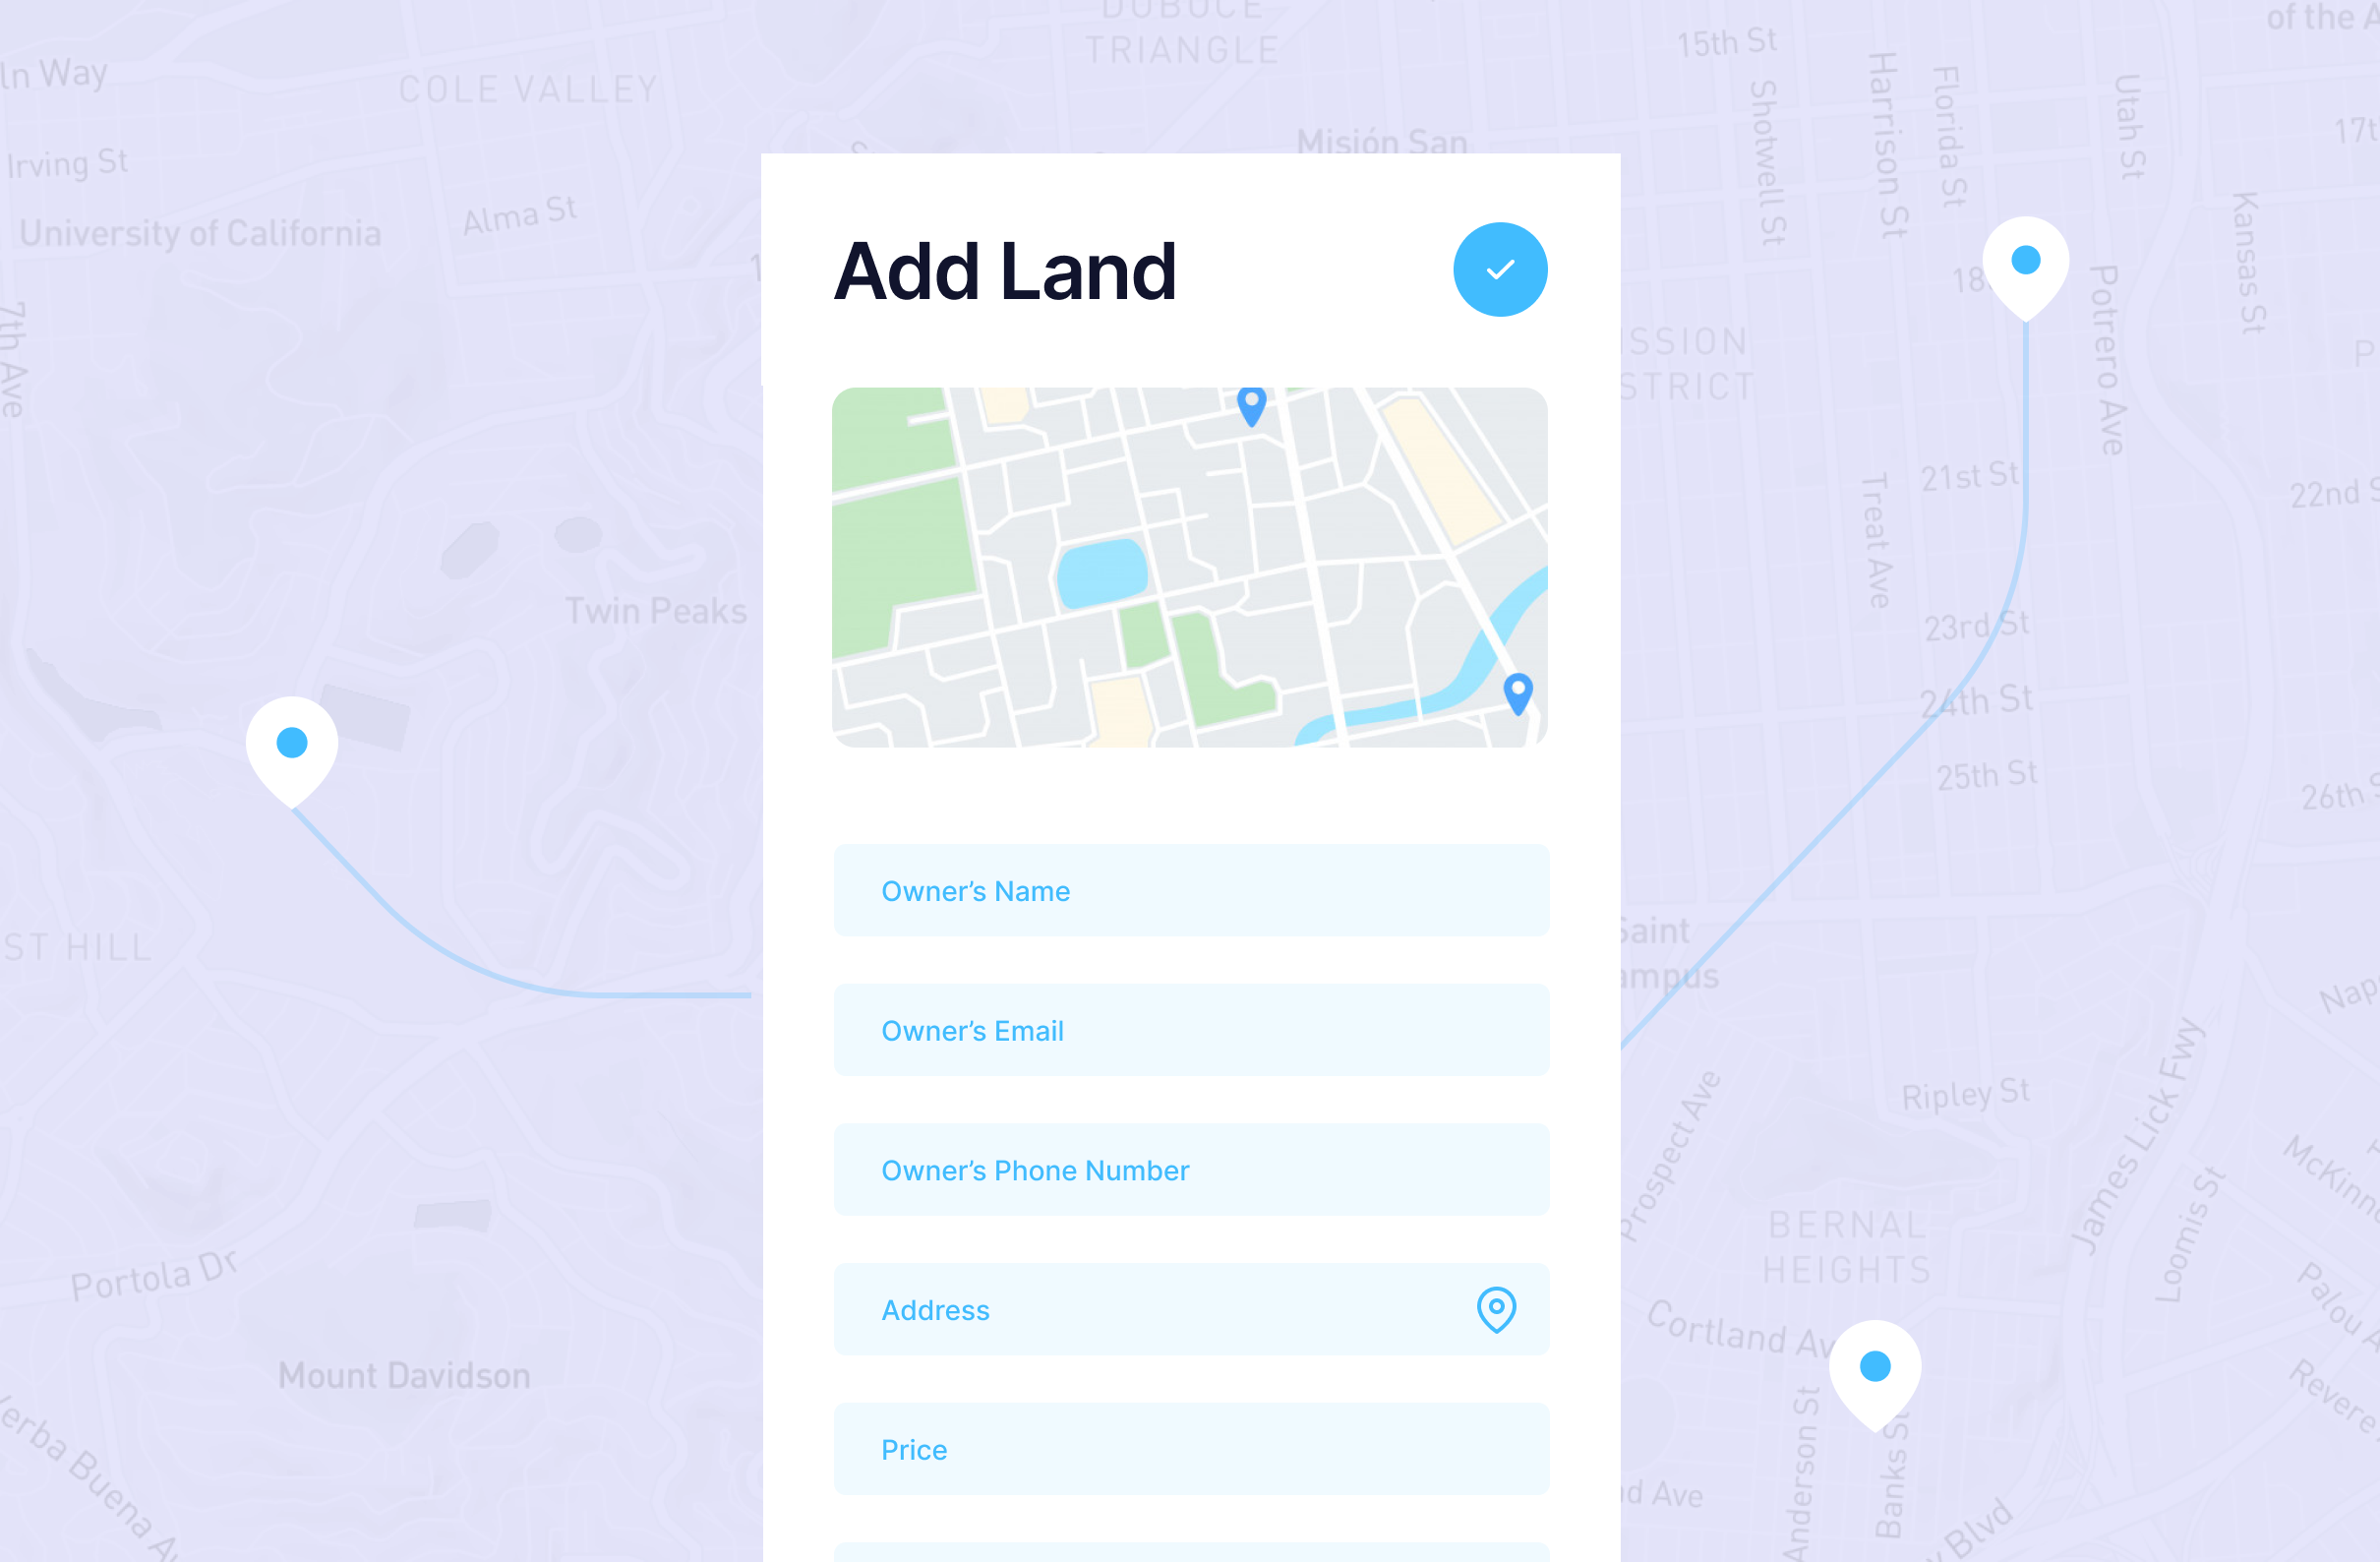 DUBOCE
TRIANGLE
15th St
of the A
ln Way
COLE VALLEY
Shotwell St
Harrison St
Florida St
Utah St
17t
Misión San
Irving St
University of California
Alma St
Kansas St
Add Land
18
Potrero Ave
7th Ave
SSION
STRICT
P
21st St
22nd S
Treat Ave
Twin Peaks
23rd St
24th St
25th St
26th S
Owner’s Name
ST HILL
Saint
ampus
Owner’s Email
Nap
James Lick Fwy
Prospect Ave
Ripley St
Owner’s Phone Number
McKinn
Loomis St
BERNAL
HEIGHTS
Portola Dr
Address
Palou A
Cortland Av
Mount Davidson
Revere
Yerba Buena Av
Price
Anderson St
Banks St
d Ave
Blvd